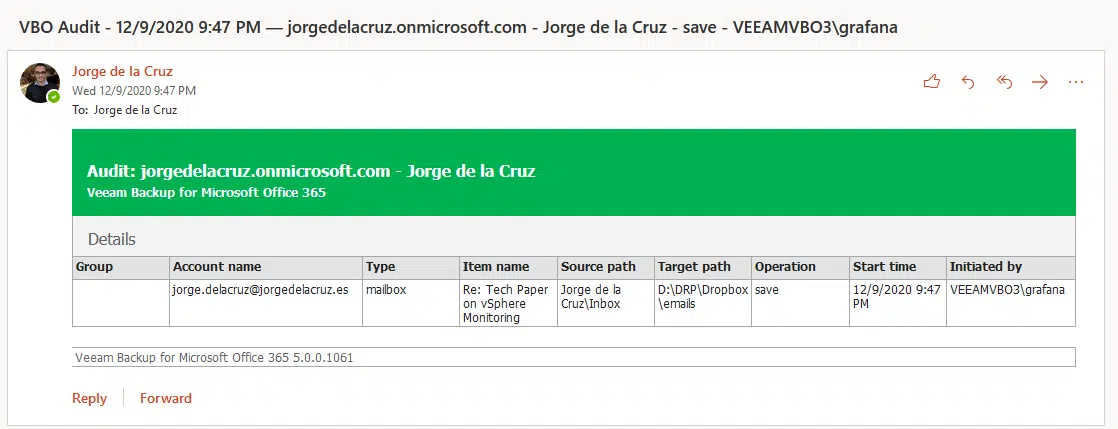 VBO Audit - 12/9/2020 9:47 PM — jorgedelacruz.onmicrosoft.com - Jorge de la Cruz - save - VEEAMVBO3\grafana
Jorge de la Cruz
Wed 12/9/2020 9:47 PM
To: Jorge de la Cruz
Audit: jorgedelacruz.onmicrosoft.com - Jorge de la Cruz
Veeam Backup for Microsoft Office 365
Details
Group Account name Type Item name Source path Target path Operation Start time Initiated by
jorge.delacruz@jorgedelacruz.es mailbox Re: Tech Paper Jorge de la D:\DRP\Dropbox save 12/9/2020 9:47 VEEAMVBO3\grafana
on vSphere Cruz\Inbox \emails PM
Monitoring
Veeam Backup for Microsoft Office 365 5.0.0.1061
Reply Forward